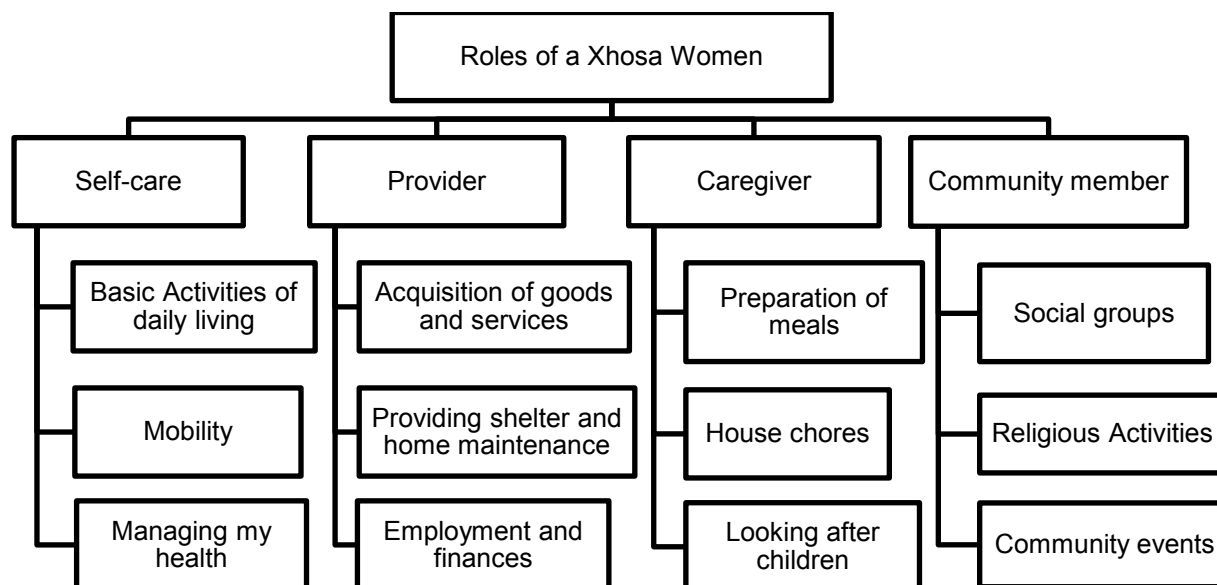 Roles of a Xhosa Women
Self-care
Provider
Caregiver
Community member
Basic Activities of
daily living
Acquisition of goods
and services
Preparation of
meals
Social groups
Mobility
Providing shelter and
home maintenance
House chores
Religious Activities
Managing my
health
Employment and
finances
Looking after
children
Community events